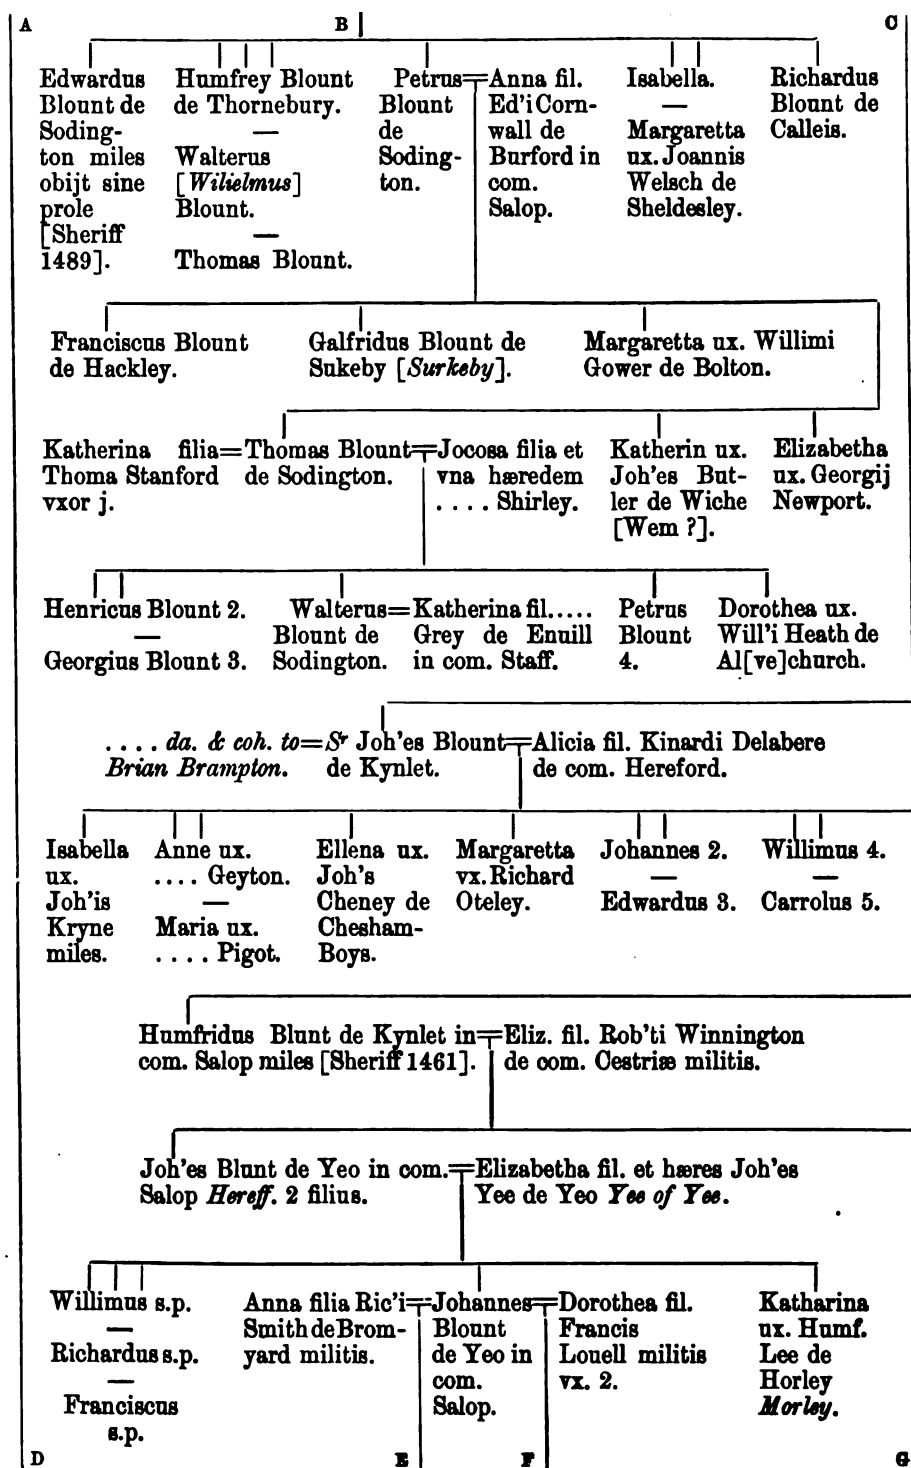 A
B
C
Edwardus
Blount de
Soding-
ton miles
obijt sine
prole
[Sheriff
1489].
Humfrey Blount
de Thornebury.
—
Walterus
[Wilielmus]
Blount.
—
Thomas Blount.
Petrus=
Blount
de
Soding-
ton.
Anna fil.
Ed'i Corn-
wall de
Burford in
com.
Salop.
Isabella.
—
Margaretta
ux. Joannis
Welsch de
Sheldesley.
Richardus
Blount de
Calleis.
Franciscus Blount
de Hackley.
Galfridus Blount de
Sukeby [Surkeby].
Margaretta ux. Willimi
Gower de Bolton.
Katherina filia=
Thoma Stanford
vxor j.
Thomas Blount=
de Sodington.
Jocosa filia et
vna hæredem
.... Shirley.
Katherin ux.
Joh'es But-
ler de Wiche
[Wem ?].
Elizabetha
ux. Georgij
Newport.
Henricus Blount 2.
—
Georgius Blount 3.
Walterus=
Blount de
Sodington.
Katherina fil.....
Grey de Enuill
in com. Staff.
Petrus
Blount
4.
Dorothea ux.
Will'i Heath de
Al[ve]church.
.... da. & coh. to=
Brian Brampton.
Sr Joh'es Blount=
de Kynlet.
Alicia fil. Kinardi Delabere
de com. Hereford.
Isabella
ux.
Joh'is
Kryne
miles.
Anne ux.
.... Geyton.
—
Maria ux.
.... Pigot.
Ellena ux.
Joh's
Cheney de
Chesham-
Boys.
Margaretta
vx. Richard
Oteley.
Johannes 2.
—
Edwardus 3.
Willimus 4.
—
Carrolus 5.
Humfridus Blunt de Kynlet in=
com. Salop miles [Sheriff 1461].
Eliz. fil. Rob'ti Winnington
de com. Cestriæ militis.
Joh'es Blunt de Yeo in com.=
Salop Hereff. 2 filius.
Elizabetha fil. et hæres Joh'es
Yee de Yeo Yee of Yee.
Willimus s.p.
—
Richardus s.p.
—
Franciscus
s.p.
Anna filia Ric'i=
Smith de Brom-
yard militis.
Johannes=
Blount
de Yeo in
com.
Salop.
Dorothea fil.
Francis
Louell militis
vx. 2.
Katharina
ux. Humf.
Lee de
Horley
Morley.
D
E
F
G